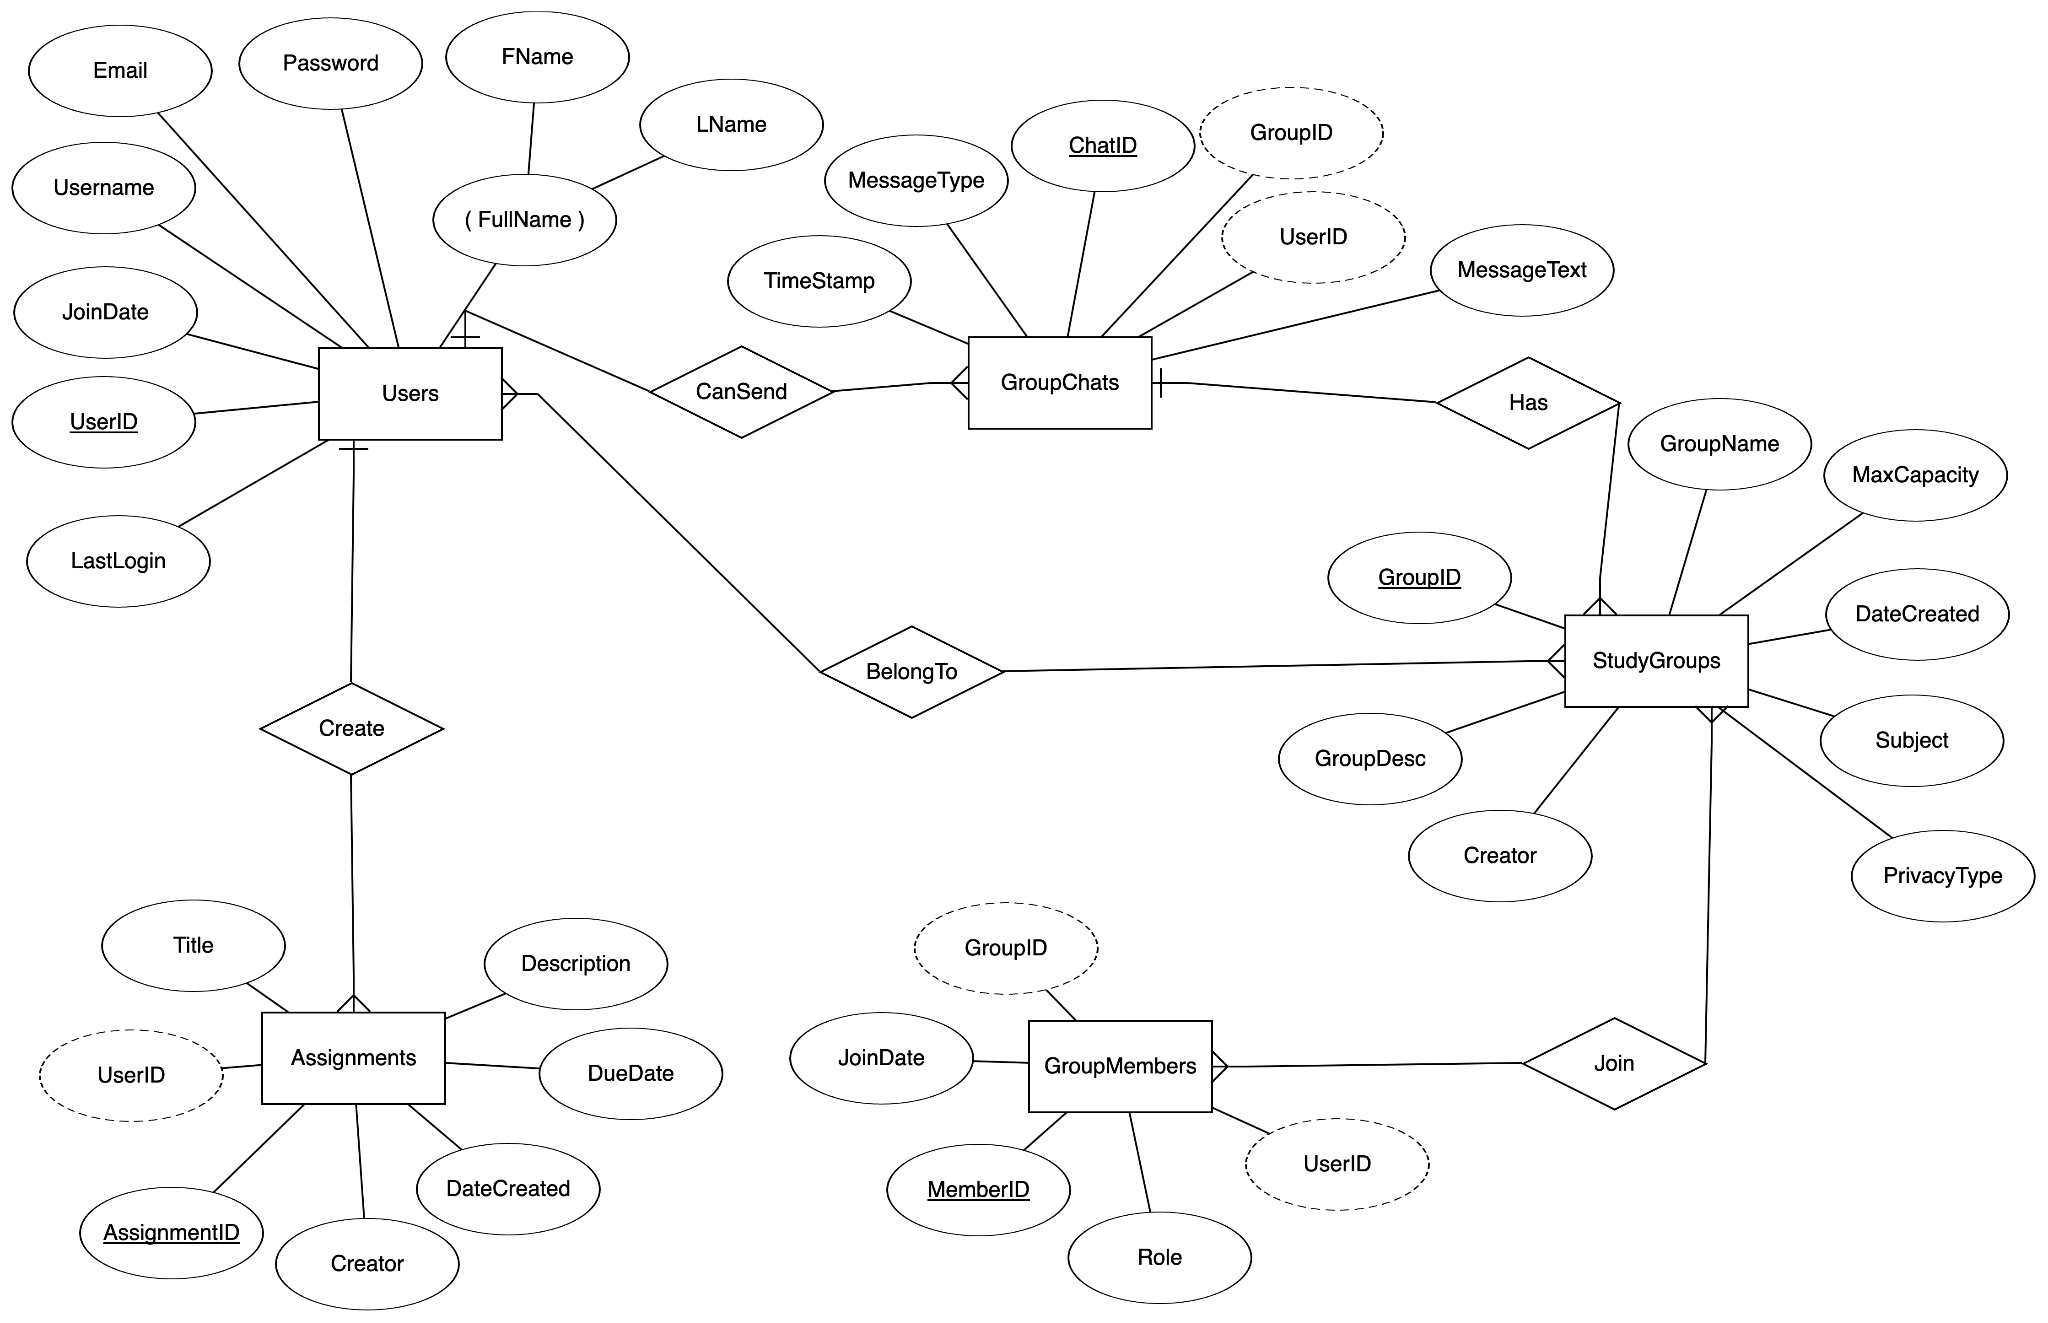 Email
Password
FName
LName
Username
( FullName )
JoinDate
Users
UserID
LastLogin
MessageType
ChatID
GroupID
TimeStamp
UserID
MessageText
CanSend
GroupChats
Has
GroupName
MaxCapacity
GroupID
DateCreated
StudyGroups
BelongTo
Create
GroupDesc
Subject
Creator
PrivacyType
Title
Description
UserID
Assignments
DueDate
AssignmentID
Creator
DateCreated
GroupID
JoinDate
GroupMembers
Join
MemberID
UserID
Role